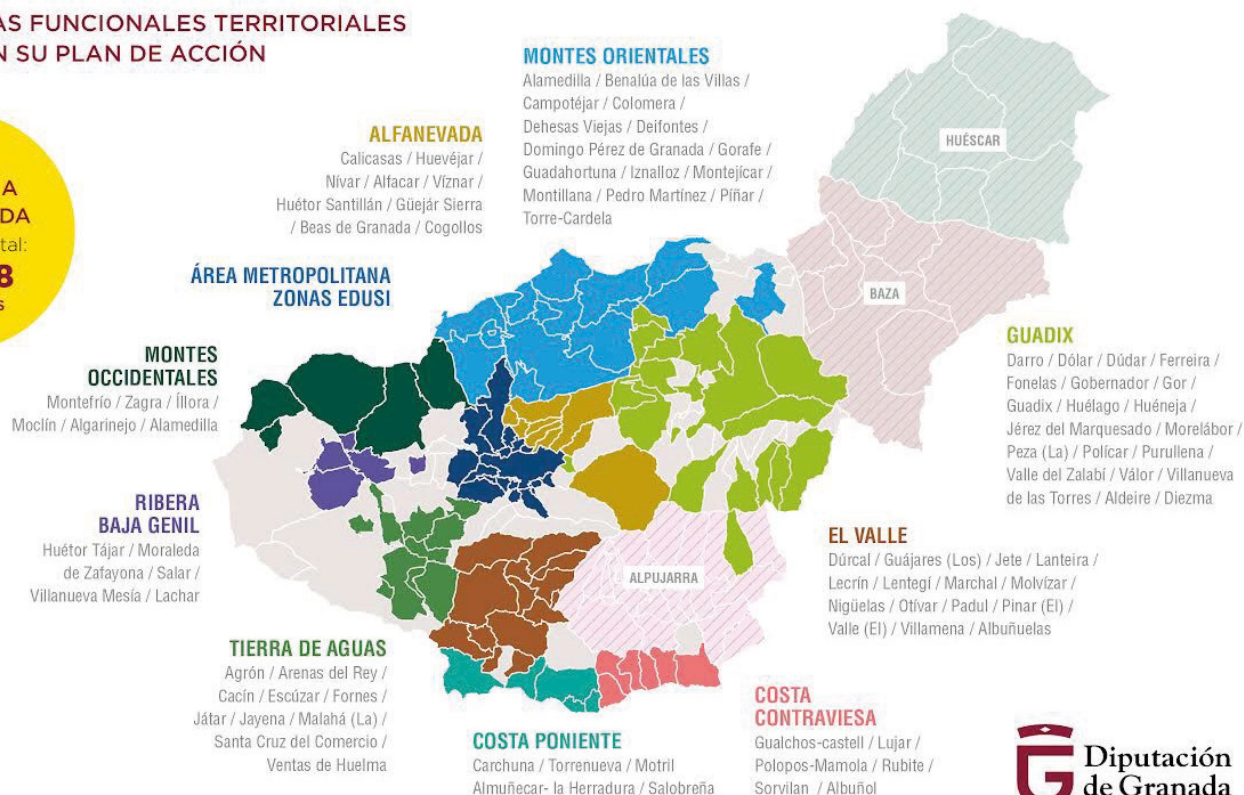 AS FUNCIONALES TERRITORIALES
N SU PLAN DE ACCIÓN
A
DA
tal:
8
s
MONTES ORIENTALES
Alamedilla / Benalúa de las Villas /
Campotéjar / Colomera /
Dehesas Viejas / Deifontes /
Domingo Pérez de Granada / Gorafe /
Guadahortuna / Iznalloz / Montejícar /
Montillana / Pedro Martínez / Píñar /
Torre-Cardela
ALFANEVADA
Calicasas / Huevéjar /
Nívar / Alfacar / Víznar /
Huétor Santillán / Güejár Sierra
/ Beas de Granada / Cogollos
ÁREA METROPOLITANA
ZONAS EDUSI
HUÉSCAR
BAZA
MONTES
OCCIDENTALES
Montefrío / Zagra / Íllora /
Moclín / Algarinejo / Alamedilla
GUADIX
Darro / Dólar / Dúdar / Ferreira /
Fonelas / Gobernador / Gor /
Guadix / Huélago / Huéneja /
Jérez del Marquesado / Morelábor /
Peza (La) / Polícar / Purullena /
Valle del Zalabí / Válor / Villanueva
de las Torres / Aldeire / Diezma
RIBERA
BAJA GENIL
Huétor Tájar / Moraleda
de Zafayona / Salar /
Villanueva Mesía / Lachar
ALPUJARRA
EL VALLE
Dúrcal / Guájares (Los) / Jete / Lanteira /
Lecrín / Lentegí / Marchal / Molvízar /
Nigüelas / Otívar / Padul / Pinar (El) /
Valle (El) / Villamena / Albuñuelas
TIERRA DE AGUAS
Agrón / Arenas del Rey /
Cacín / Escúzar / Fornes /
Játar / Jayena / Malahá (La) /
Santa Cruz del Comercio /
Ventas de Huelma
COSTA PONIENTE
Carchuna / Torrenueva / Motril
Almuñecar- la Herradura / Salobreña
COSTA
CONTRAVIESA
Gualchos-castell / Lujar /
Polopos-Mamola / Rubite /
Sorvilan / Albuñol
Diputación
de Granada